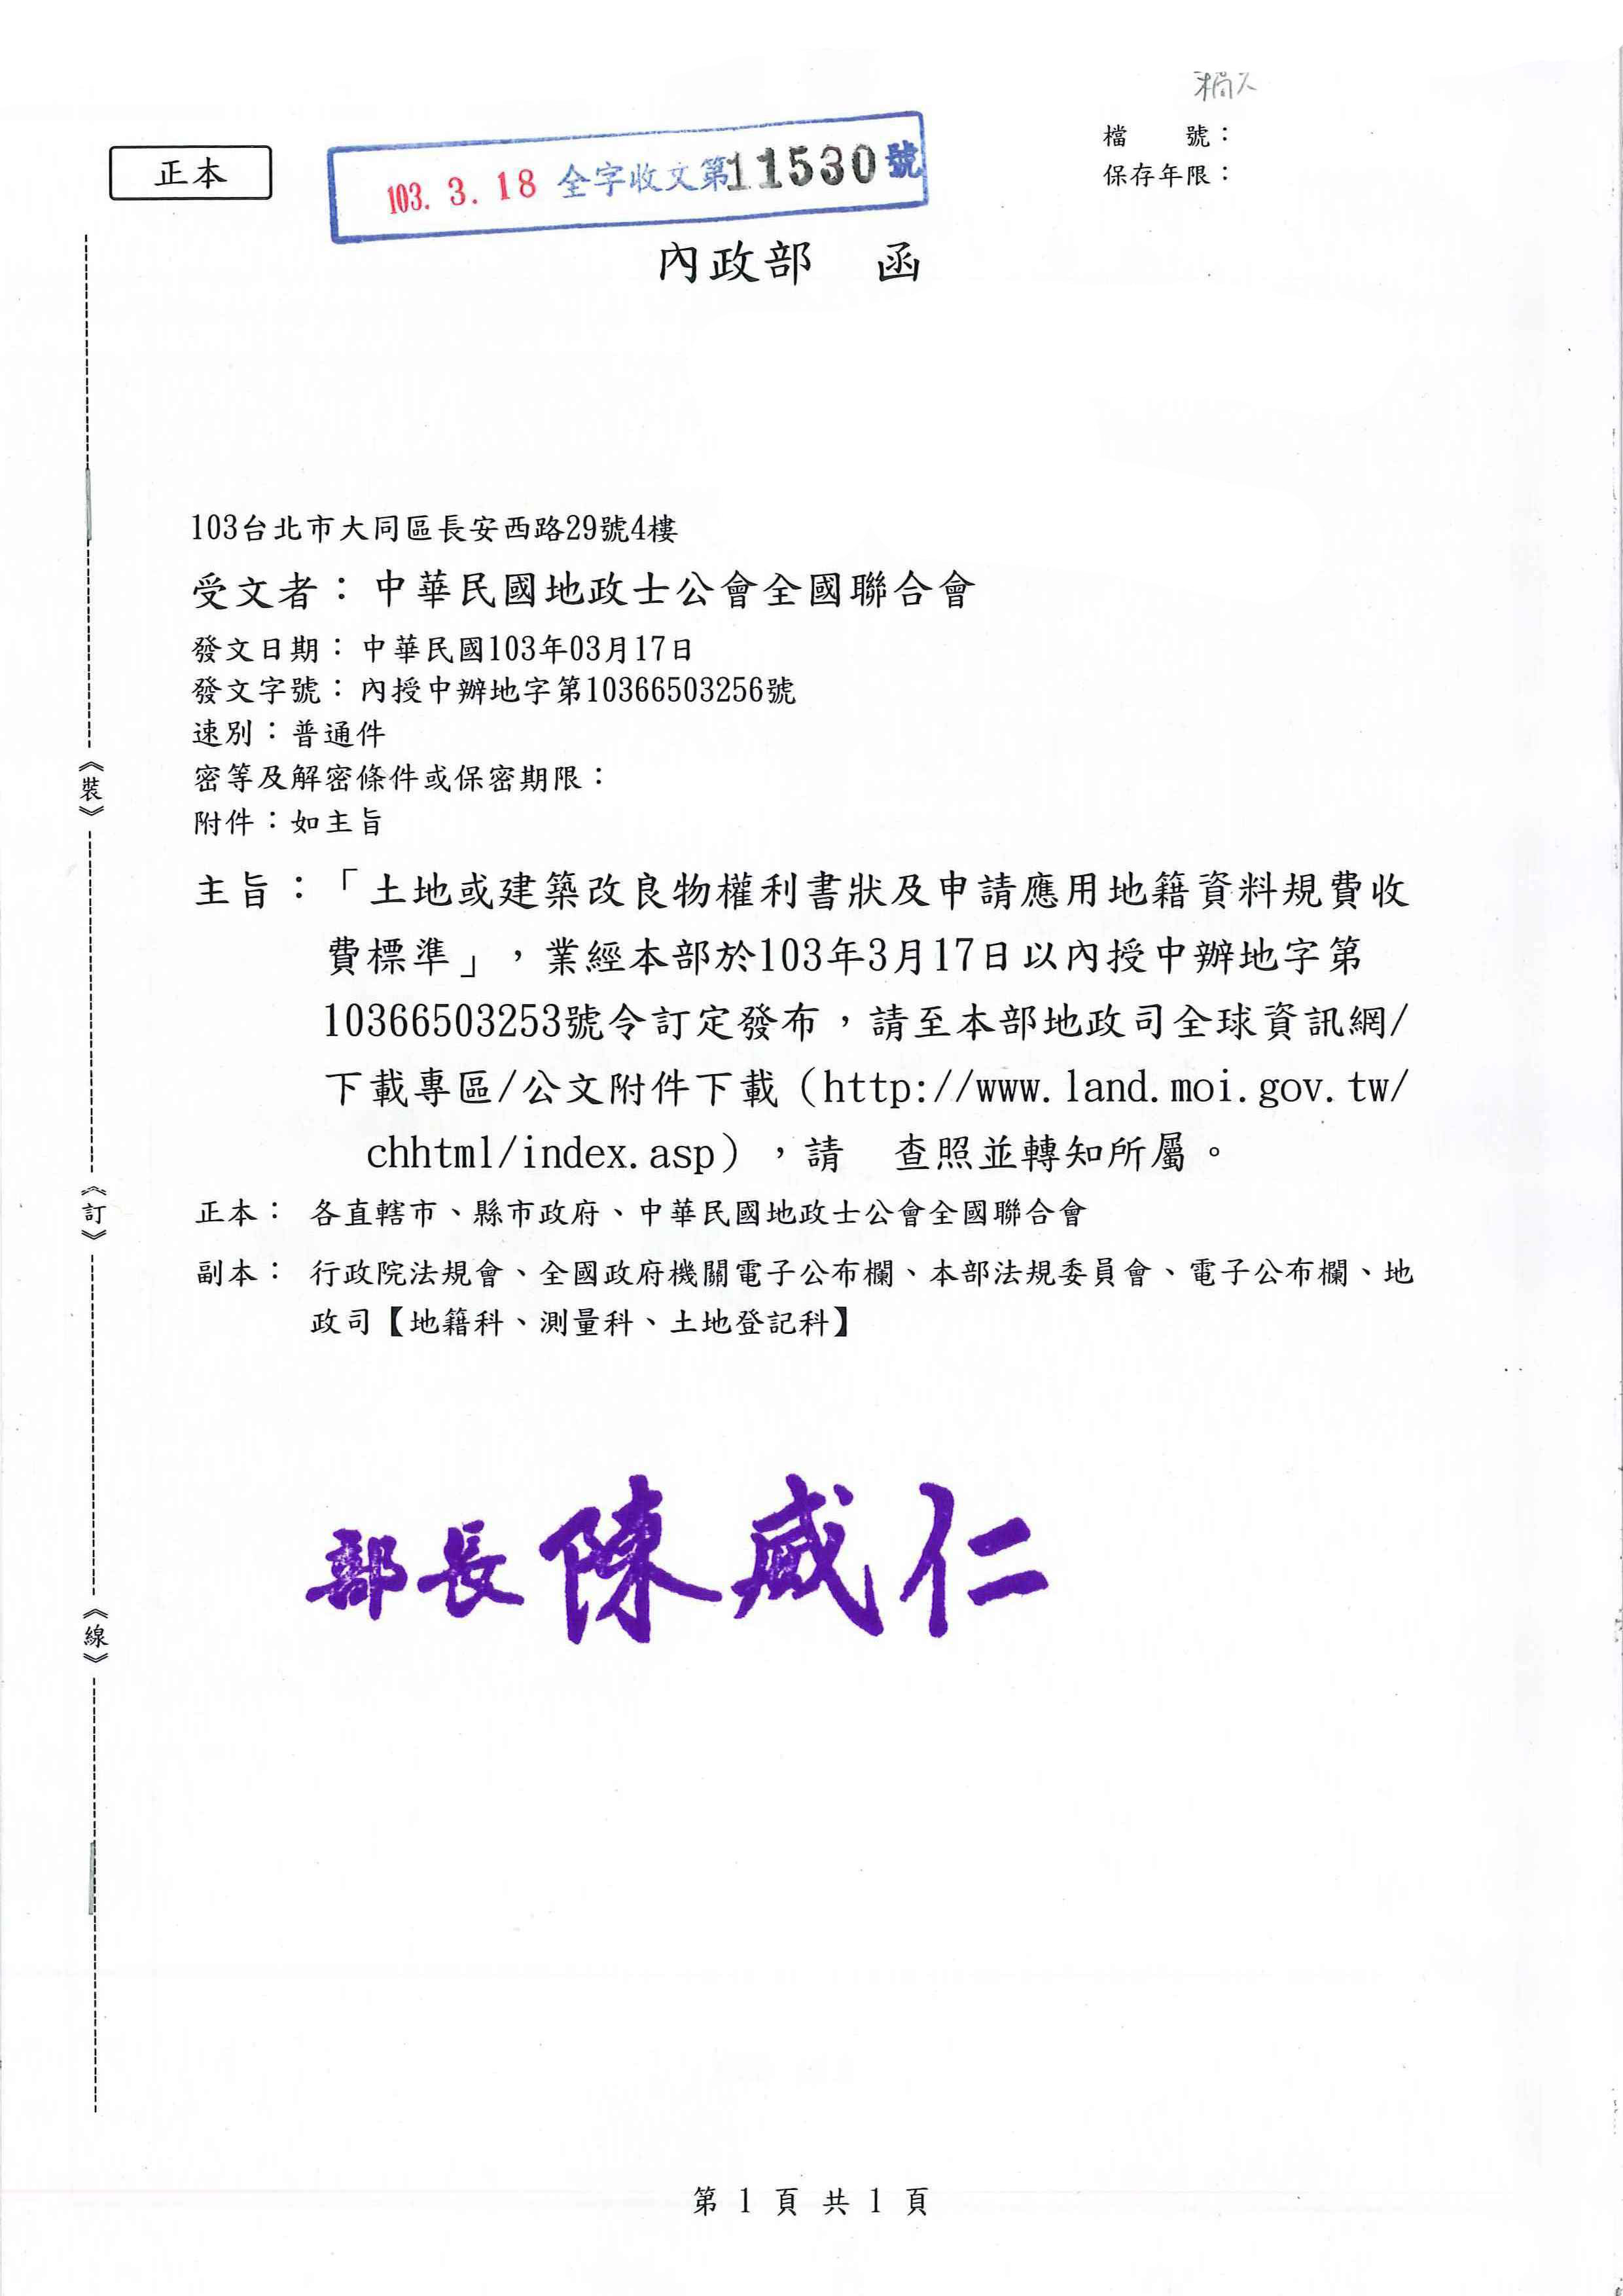 檔　　號：
保存年限：
正本
103. 3. 18 全字收文第11530號
內政部　函
103台北市大同區長安西路29號4樓
受文者：中華民國地政士公會全國聯合會
發文日期：中華民國103年03月17日
發文字號：內授中辦地字第10366503256號
速別：普通件
密等及解密條件或保密期限：
附件：如主旨
主旨：「土地或建築改良物權利書狀及申請應用地籍資料規費收
費標準」，業經本部於103年3月17日以內授中辦地字第
10366503253號令訂定發布，請至本部地政司全球資訊網/
下載專區/公文附件下載（http://www.land.moi.gov.tw/
chhtml/index.asp），請　查照並轉知所屬。
正本：各直轄市、縣市政府、中華民國地政士公會全國聯合會
副本：行政院法規會、全國政府機關電子公布欄、本部法規委員會、電子公布欄、地
政司【地籍科、測量科、土地登記科】
部長陳威仁
《裝》
《訂》
《線》
第 1 頁 共 1 頁